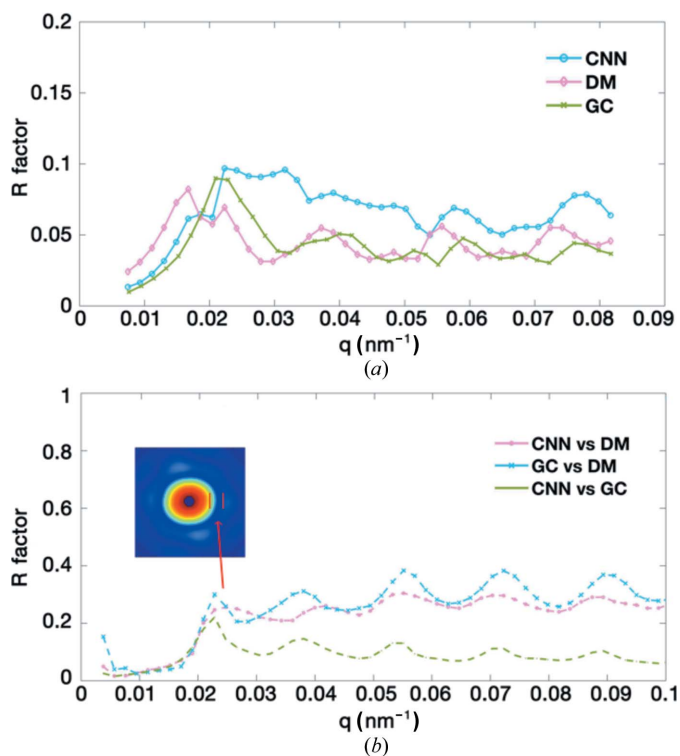 0.2
0.15
0.1
0.05
0
R factor
CNN
DM
GC
0 0.01 0.02 0.03 0.04 0.05 0.06 0.07 0.08 0.09
q (nm⁻¹)
(a)
1
0.8
0.6
0.4
0.2
0
R factor
CNN vs DM
GC vs DM
CNN vs GC
0 0.01 0.02 0.03 0.04 0.05 0.06 0.07 0.08 0.09 0.1
q (nm⁻¹)
(b)